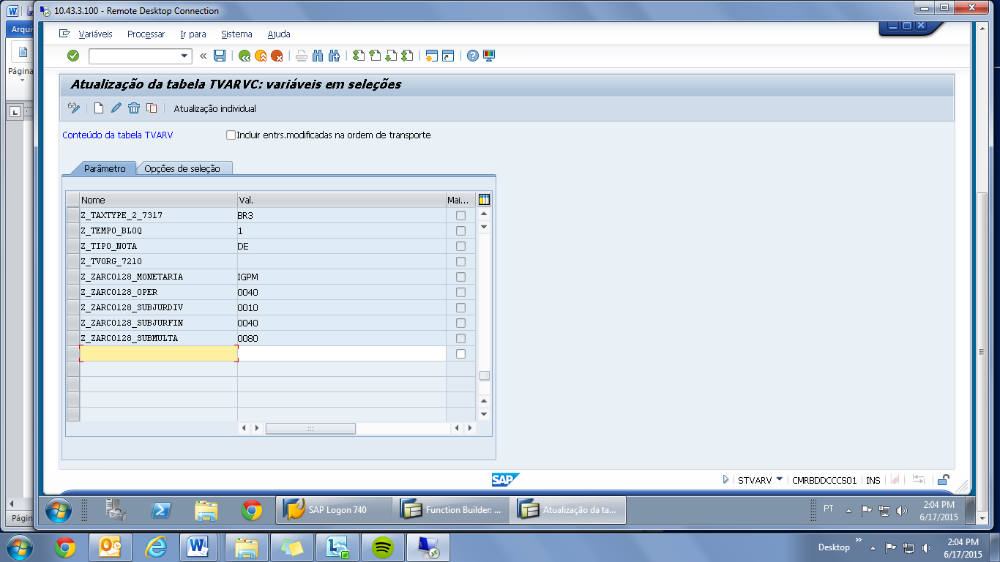 10.43.3.100 - Remote Desktop Connection
Arqui
Página
L
Págin
Variáveis Processar Ir para Sistema Ajuda
Atualização da tabela TVARVC: variáveis em seleções
Atualização individual
Conteúdo da tabela TVARV Incluir entrs.modificadas na ordem de transporte
Parâmetro Opções de seleção
Nome Val. Mai...
Z_TAXTYPE_2_7317 BR3
Z_TEMPO_BLOQ 1
Z_TIPO_NOTA DE
Z_TVORG_7210
Z_ZARC0128_MONETARIA IGPM
Z_ZARC0128_OPER 0040
Z_ZARC0128_SUBJURDIV 0010
Z_ZARC0128_SUBJURFIN 0040
Z_ZARC0128_SUBMULTA 0080
SAP STVARV CMRBDDCCCS01 INS
SAP Logon 740 Function Builder: ... Atualização da ta... PT 2:04 PM
6/17/2015
Desktop 2:04 PM
6/17/2015